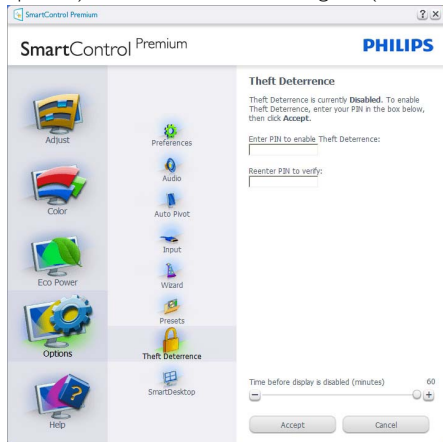 SmartControl Premium
SmartControl Premium
PHILIPS
Adjust
Color
Eco Power
Options
Help
Preferences
Audio
Auto Pivot
Input
Wizard
Presets
Theft Deterrence
SmartDesktop
Theft Deterrence
Theft Deterrence is currently Disabled. To enable
Theft Deterrence, enter your PIN in the box below,
then click Accept.
Enter PIN to enable Theft Deterrence:
Reenter PIN to verify:
Time before display is disabled (minutes) 60
Accept
Cancel